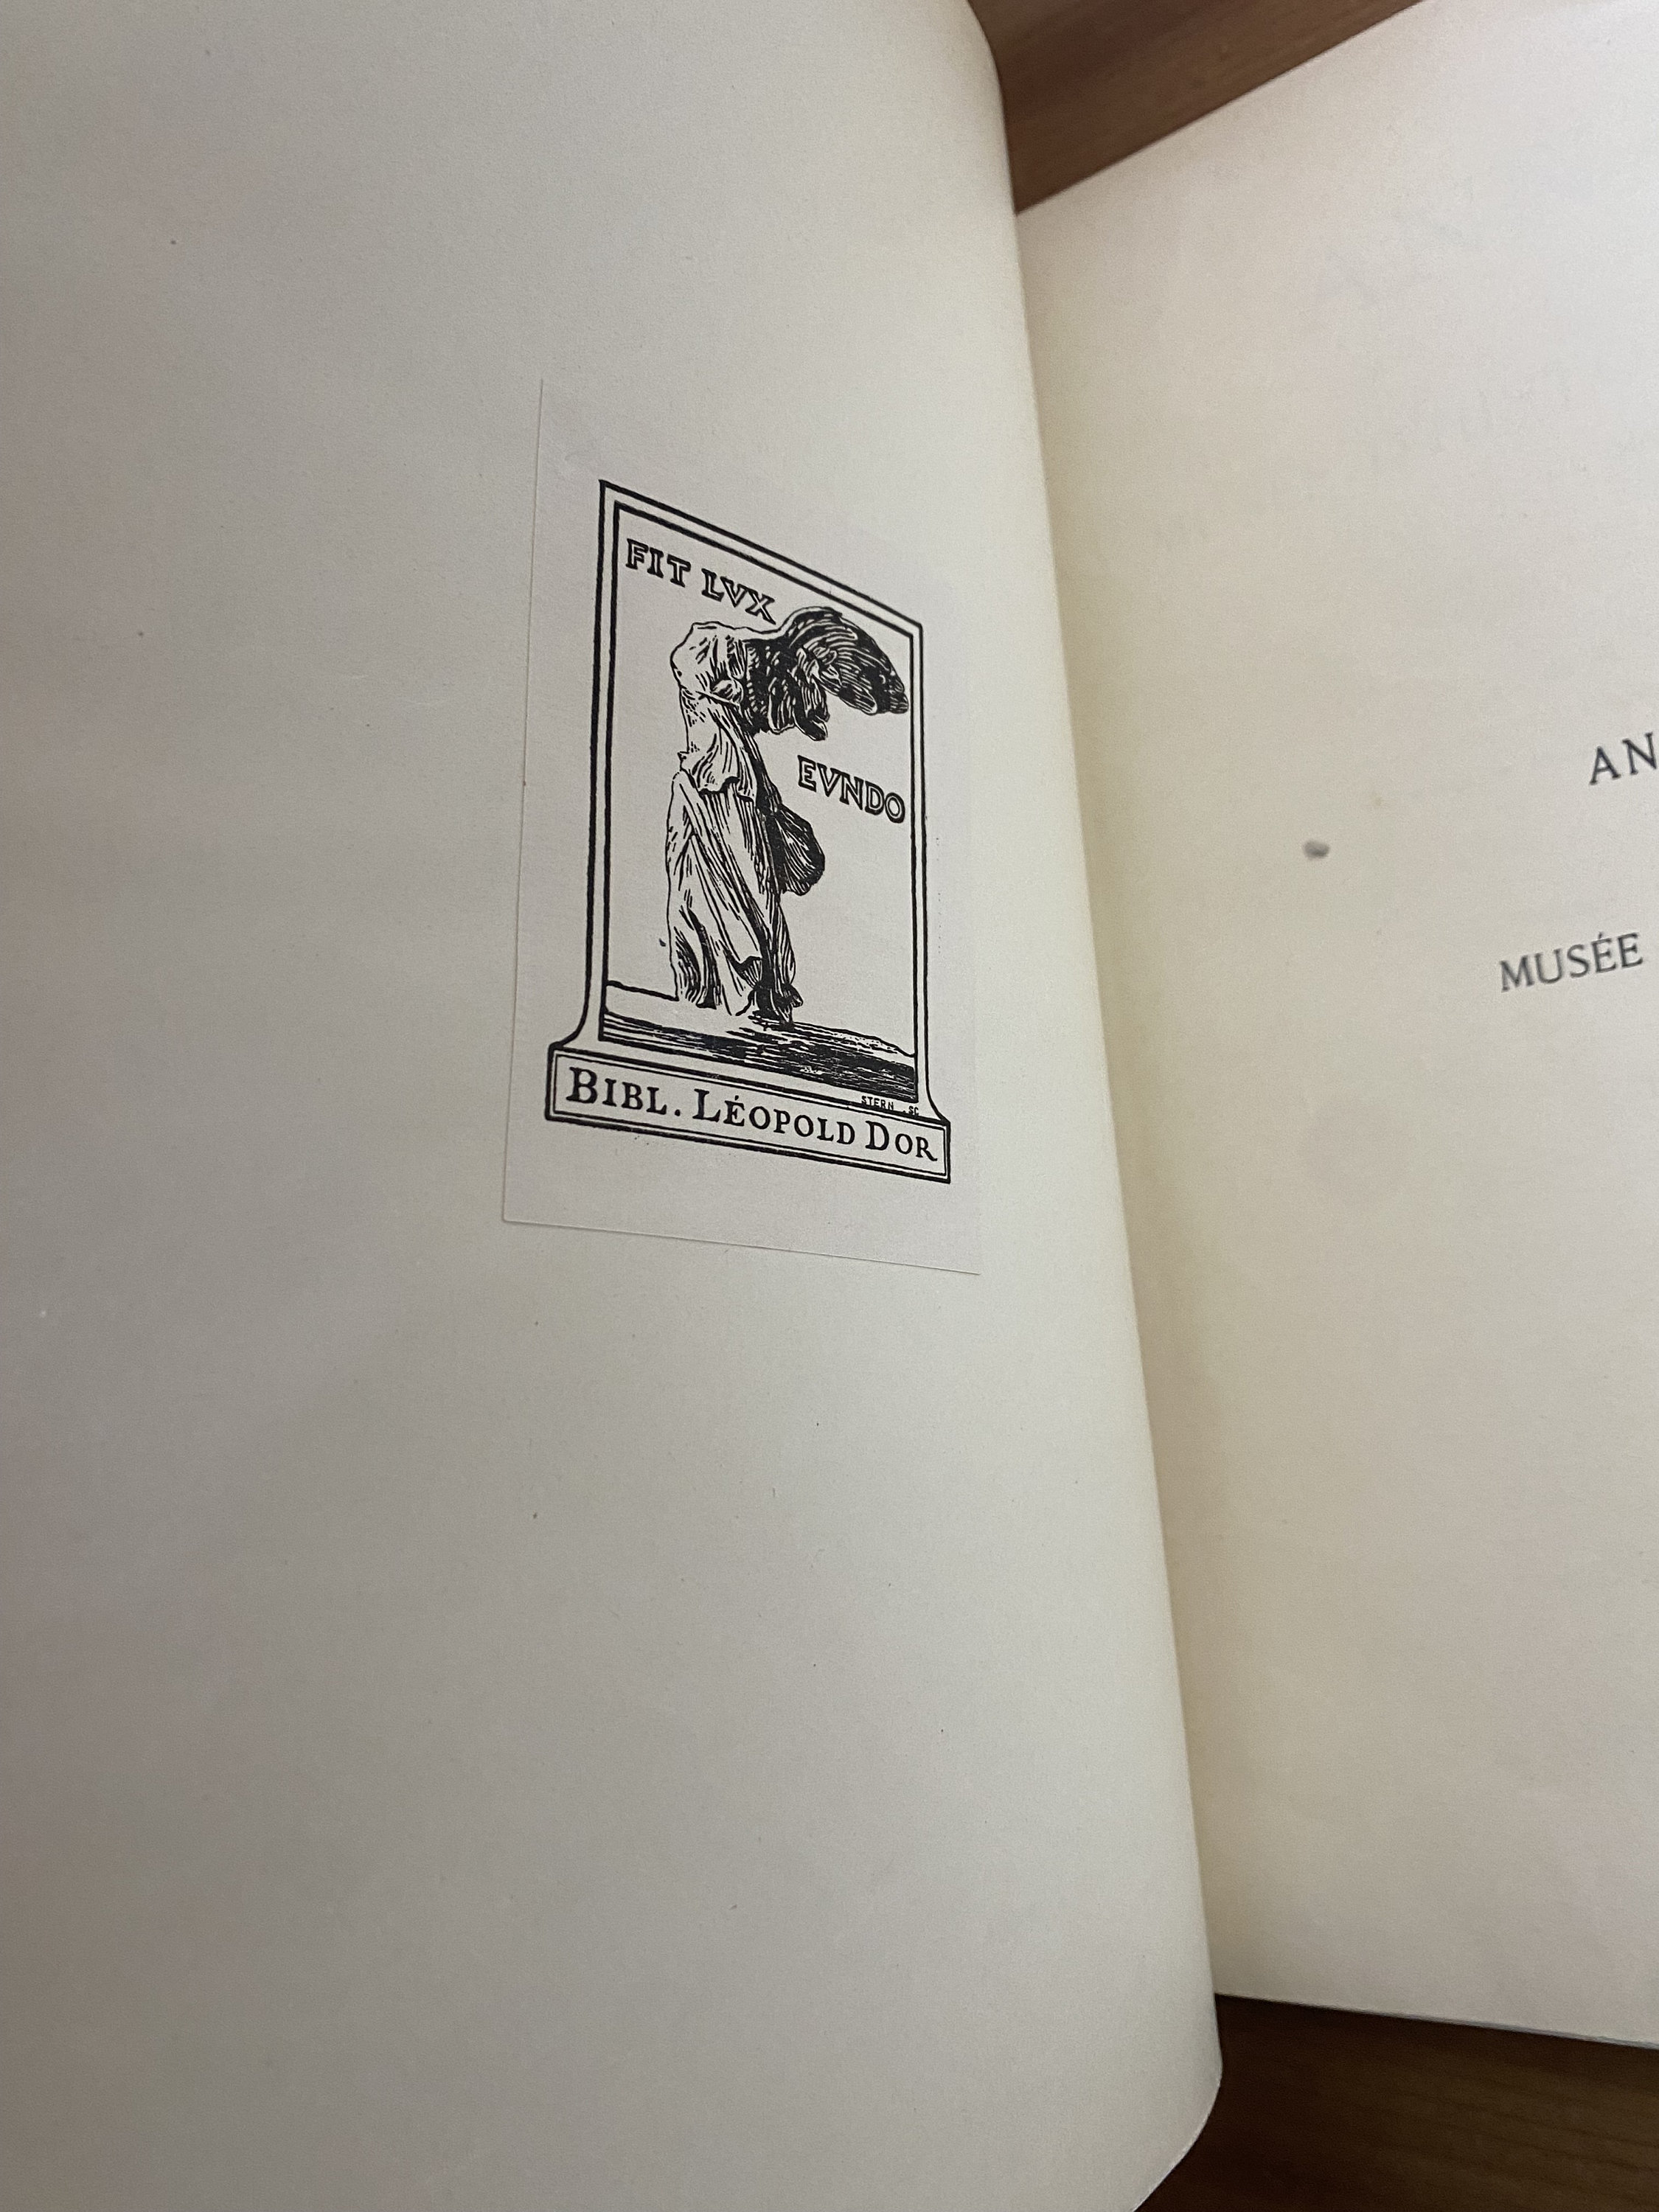 FIT LVX
EVNDO
STERN SC
BIBL. LÉOPOLD DOR
AN
MUSÉE